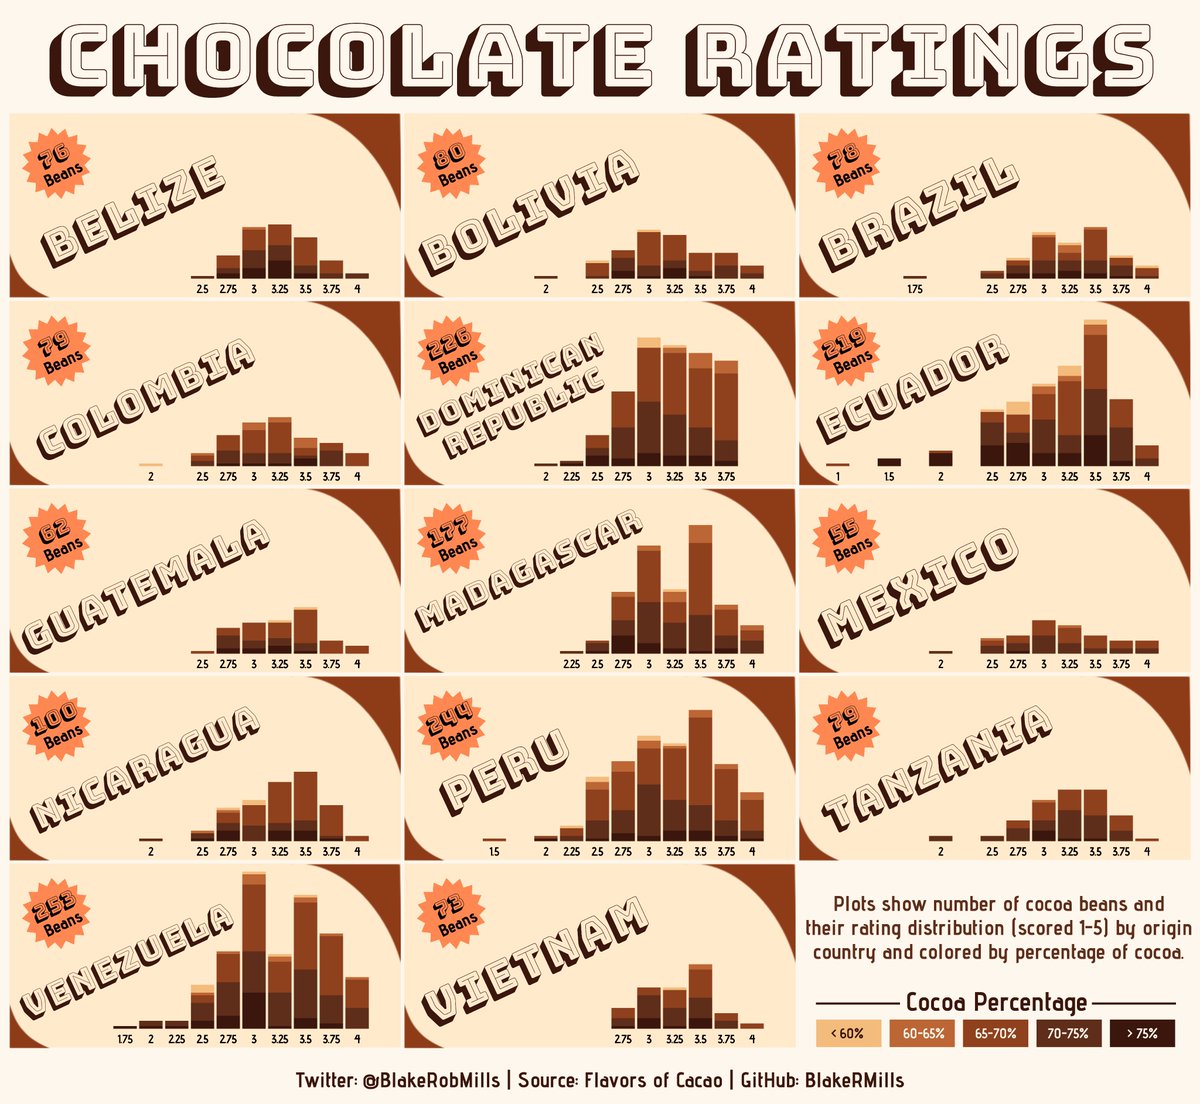 CHOCOLATE RATINGS
76
Beans
BELIZE
2.5 2.75 3 3.25 3.5 3.75 4
80
Beans
BOLIVIA
2 2.5 2.75 3 3.25 3.5 3.75 4
78
Beans
BRAZIL
1.75 2.5 2.75 3 3.25 3.5 3.75 4
79
Beans
COLOMBIA
2 2.5 2.75 3 3.25 3.5 3.75 4
226
Beans
DOMINICAN
REPUBLIC
2 2.25 2.5 2.75 3 3.25 3.5 3.75
219
Beans
ECUADOR
1 1.5 2 2.5 2.75 3 3.25 3.5 3.75 4
62
Beans
GUATEMALA
2.5 2.75 3 3.25 3.5 3.75 4
177
Beans
MADAGASCAR
2.25 2.5 2.75 3 3.25 3.5 3.75 4
55
Beans
MEXICO
2 2.5 2.75 3 3.25 3.5 3.75 4
100
Beans
NICARAGUA
2 2.5 2.75 3 3.25 3.5 3.75 4
244
Beans
PERU
1.5 2 2.25 2.5 2.75 3 3.25 3.5 3.75 4
79
Beans
TANZANIA
2 2.5 2.75 3 3.25 3.5 3.75 4
253
Beans
VENEZUELA
1.75 2 2.25 2.5 2.75 3 3.25 3.5 3.75 4
73
Beans
VIETNAM
2.75 3 3.25 3.5 3.75 4
Plots show number of cocoa beans and
their rating distribution (scored 1-5) by origin
country and colored by percentage of cocoa.
Cocoa Percentage
< 60% 60-65% 65-70% 70-75% > 75%
Twitter: @BlakeRobMills | Source: Flavors of Cacao | GitHub: BlakeRMills